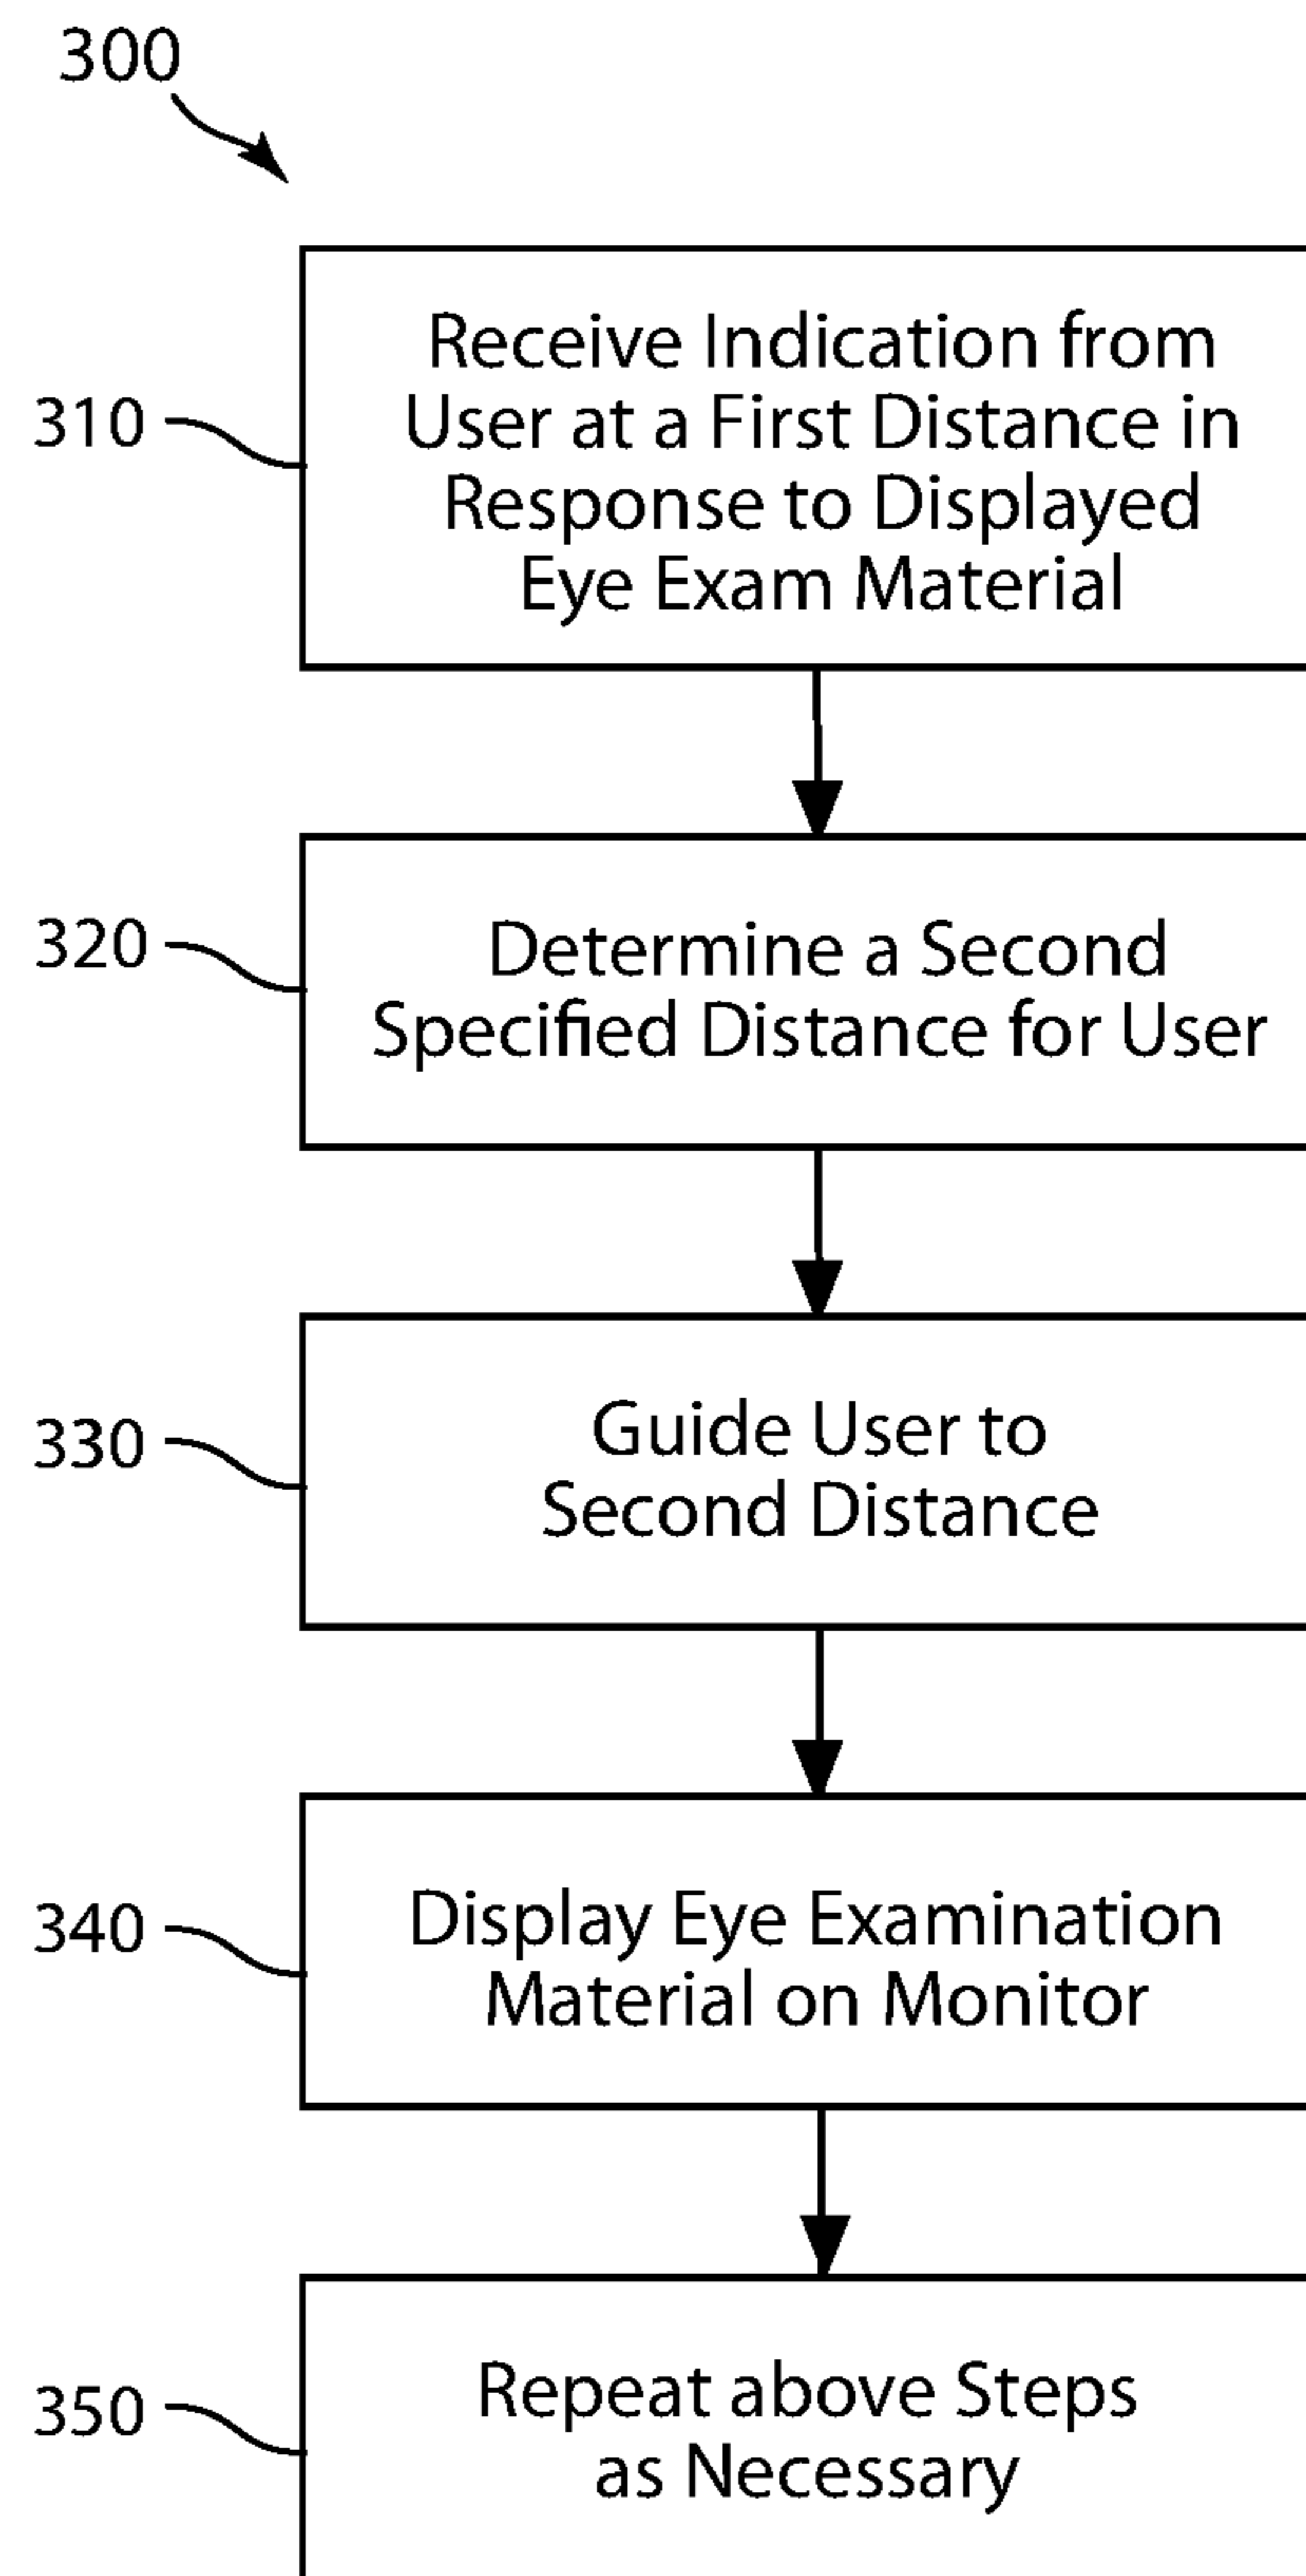 300
310
Receive Indication from
User at a First Distance in
Response to Displayed
Eye Exam Material
320
Determine a Second
Specified Distance for User
330
Guide User to
Second Distance
340
Display Eye Examination
Material on Monitor
350
Repeat above Steps
as Necessary